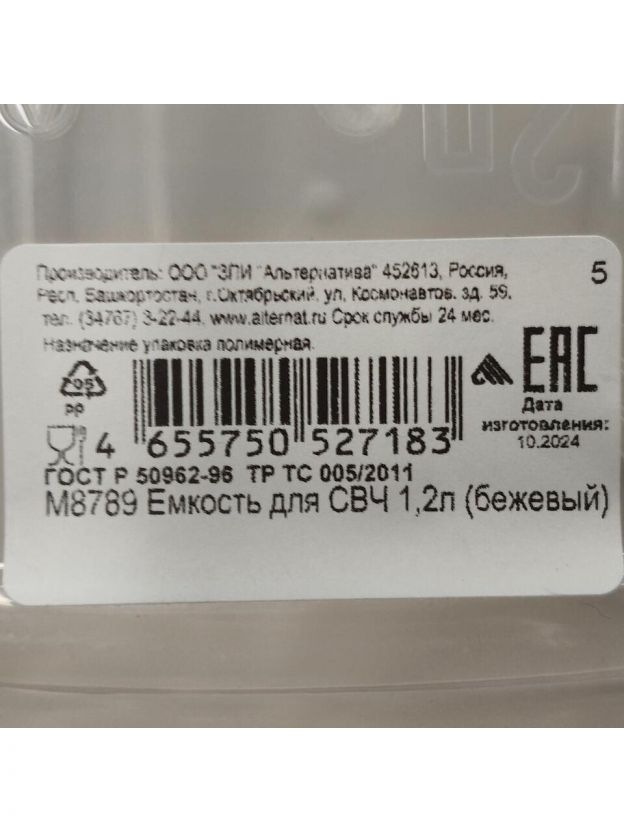 Производитель: ООО "ЗПИ "Альтернатива" 452613, Россия, 5
Респ. Башкортостан, г.Октябрьский, ул. Космонавтов. зд. 59,
тел. (34767) 3-22-44. www.alternat.ru Срок службы 24 мес.
Назначение упаковка полимерная.
05
PP
EAC
Дата
изготовления:
10.2024
4 655750 527183
ГОСТ Р 50962-96 ТР ТС 005/2011
М8789 Емкость для СВЧ 1,2л (бежевый)